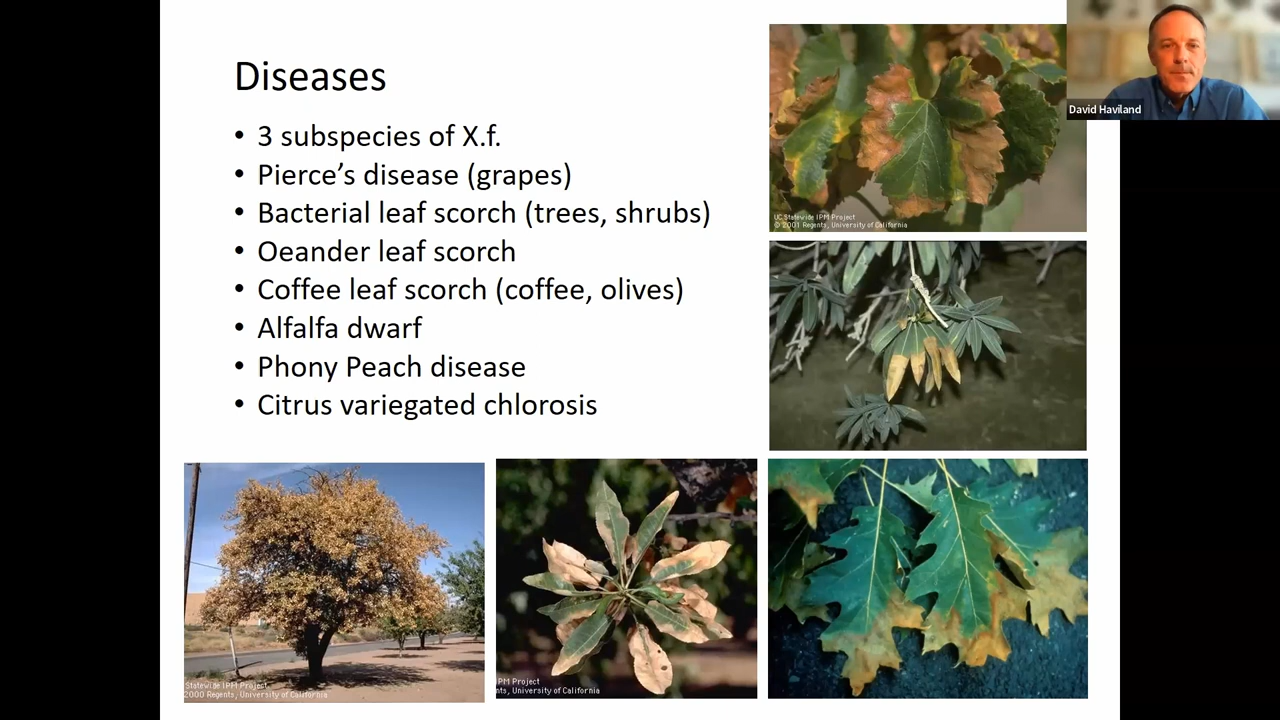 Diseases
• 3 subspecies of X.f.
• Pierce’s disease (grapes)
• Bacterial leaf scorch (trees, shrubs)
• Oeander leaf scorch
• Coffee leaf scorch (coffee, olives)
• Alfalfa dwarf
• Phony Peach disease
• Citrus variegated chlorosis
David Haviland
UC Statewide IPM Project
© 2001 Regents, University of California
Statewide IPM Project
2000 Regents, University of California
IPM Project
nts, University of California